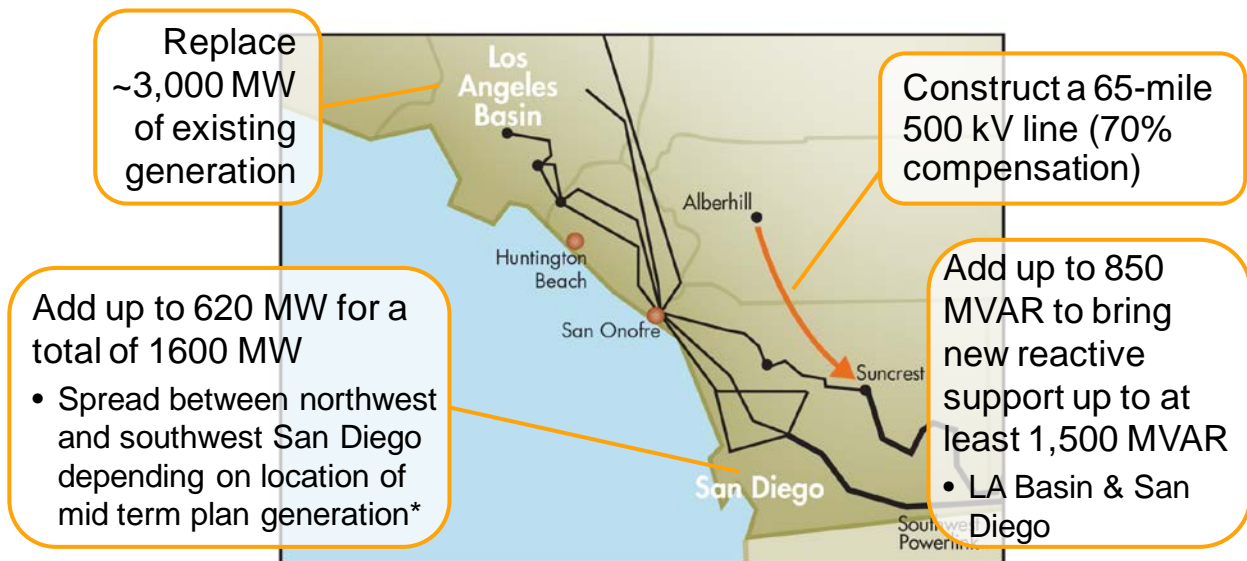 Replace
~3,000 MW
of existing
generation
Los
Angeles
Basin
Construct a 65-mile
500 kV line (70%
compensation)
Alberhill
Huntington
Beach
San Onofre
Suncrest
Add up to 620 MW for a
total of 1600 MW
• Spread between northwest
and southwest San Diego
depending on location of
mid term plan generation*
Add up to 850
MVAR to bring
new reactive
support up to at
least 1,500 MVAR
• LA Basin & San
Diego
San Diego
Southwest
Powerlink